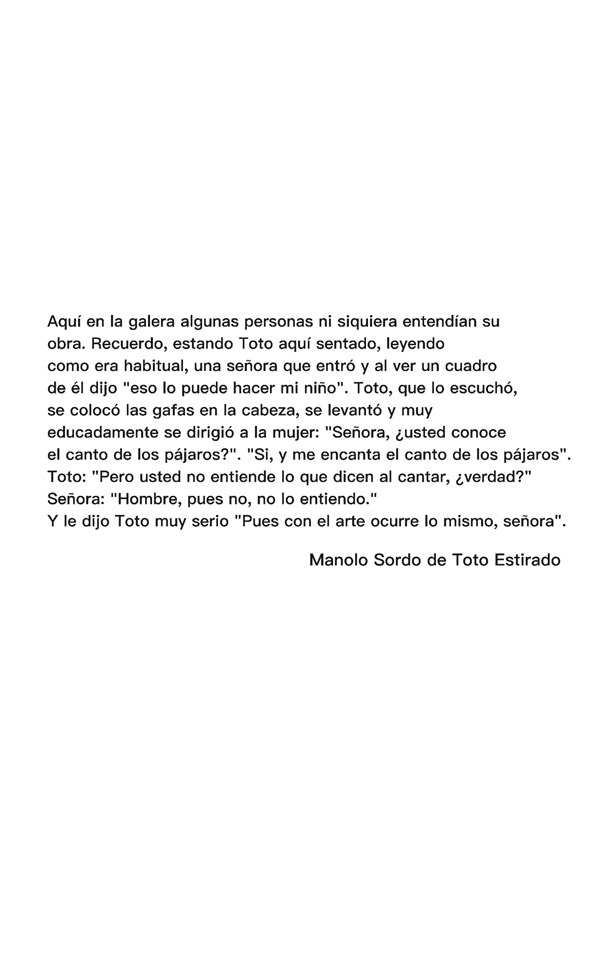 Aquí en la galera algunas personas ni siquiera entendían su
obra. Recuerdo, estando Toto aquí sentado, leyendo
como era habitual, una señora que entró y al ver un cuadro
de él dijo "eso lo puede hacer mi niño". Toto, que lo escuchó,
se colocó las gafas en la cabeza, se levantó y muy
educadamente se dirigió a la mujer: "Señora, ¿usted conoce
el canto de los pájaros?". "Si, y me encanta el canto de los pájaros".
Toto: "Pero usted no entiende lo que dicen al cantar, ¿verdad?"
Señora: "Hombre, pues no, no lo entiendo."
Y le dijo Toto muy serio "Pues con el arte ocurre lo mismo, señora".
Manolo Sordo de Toto Estirado